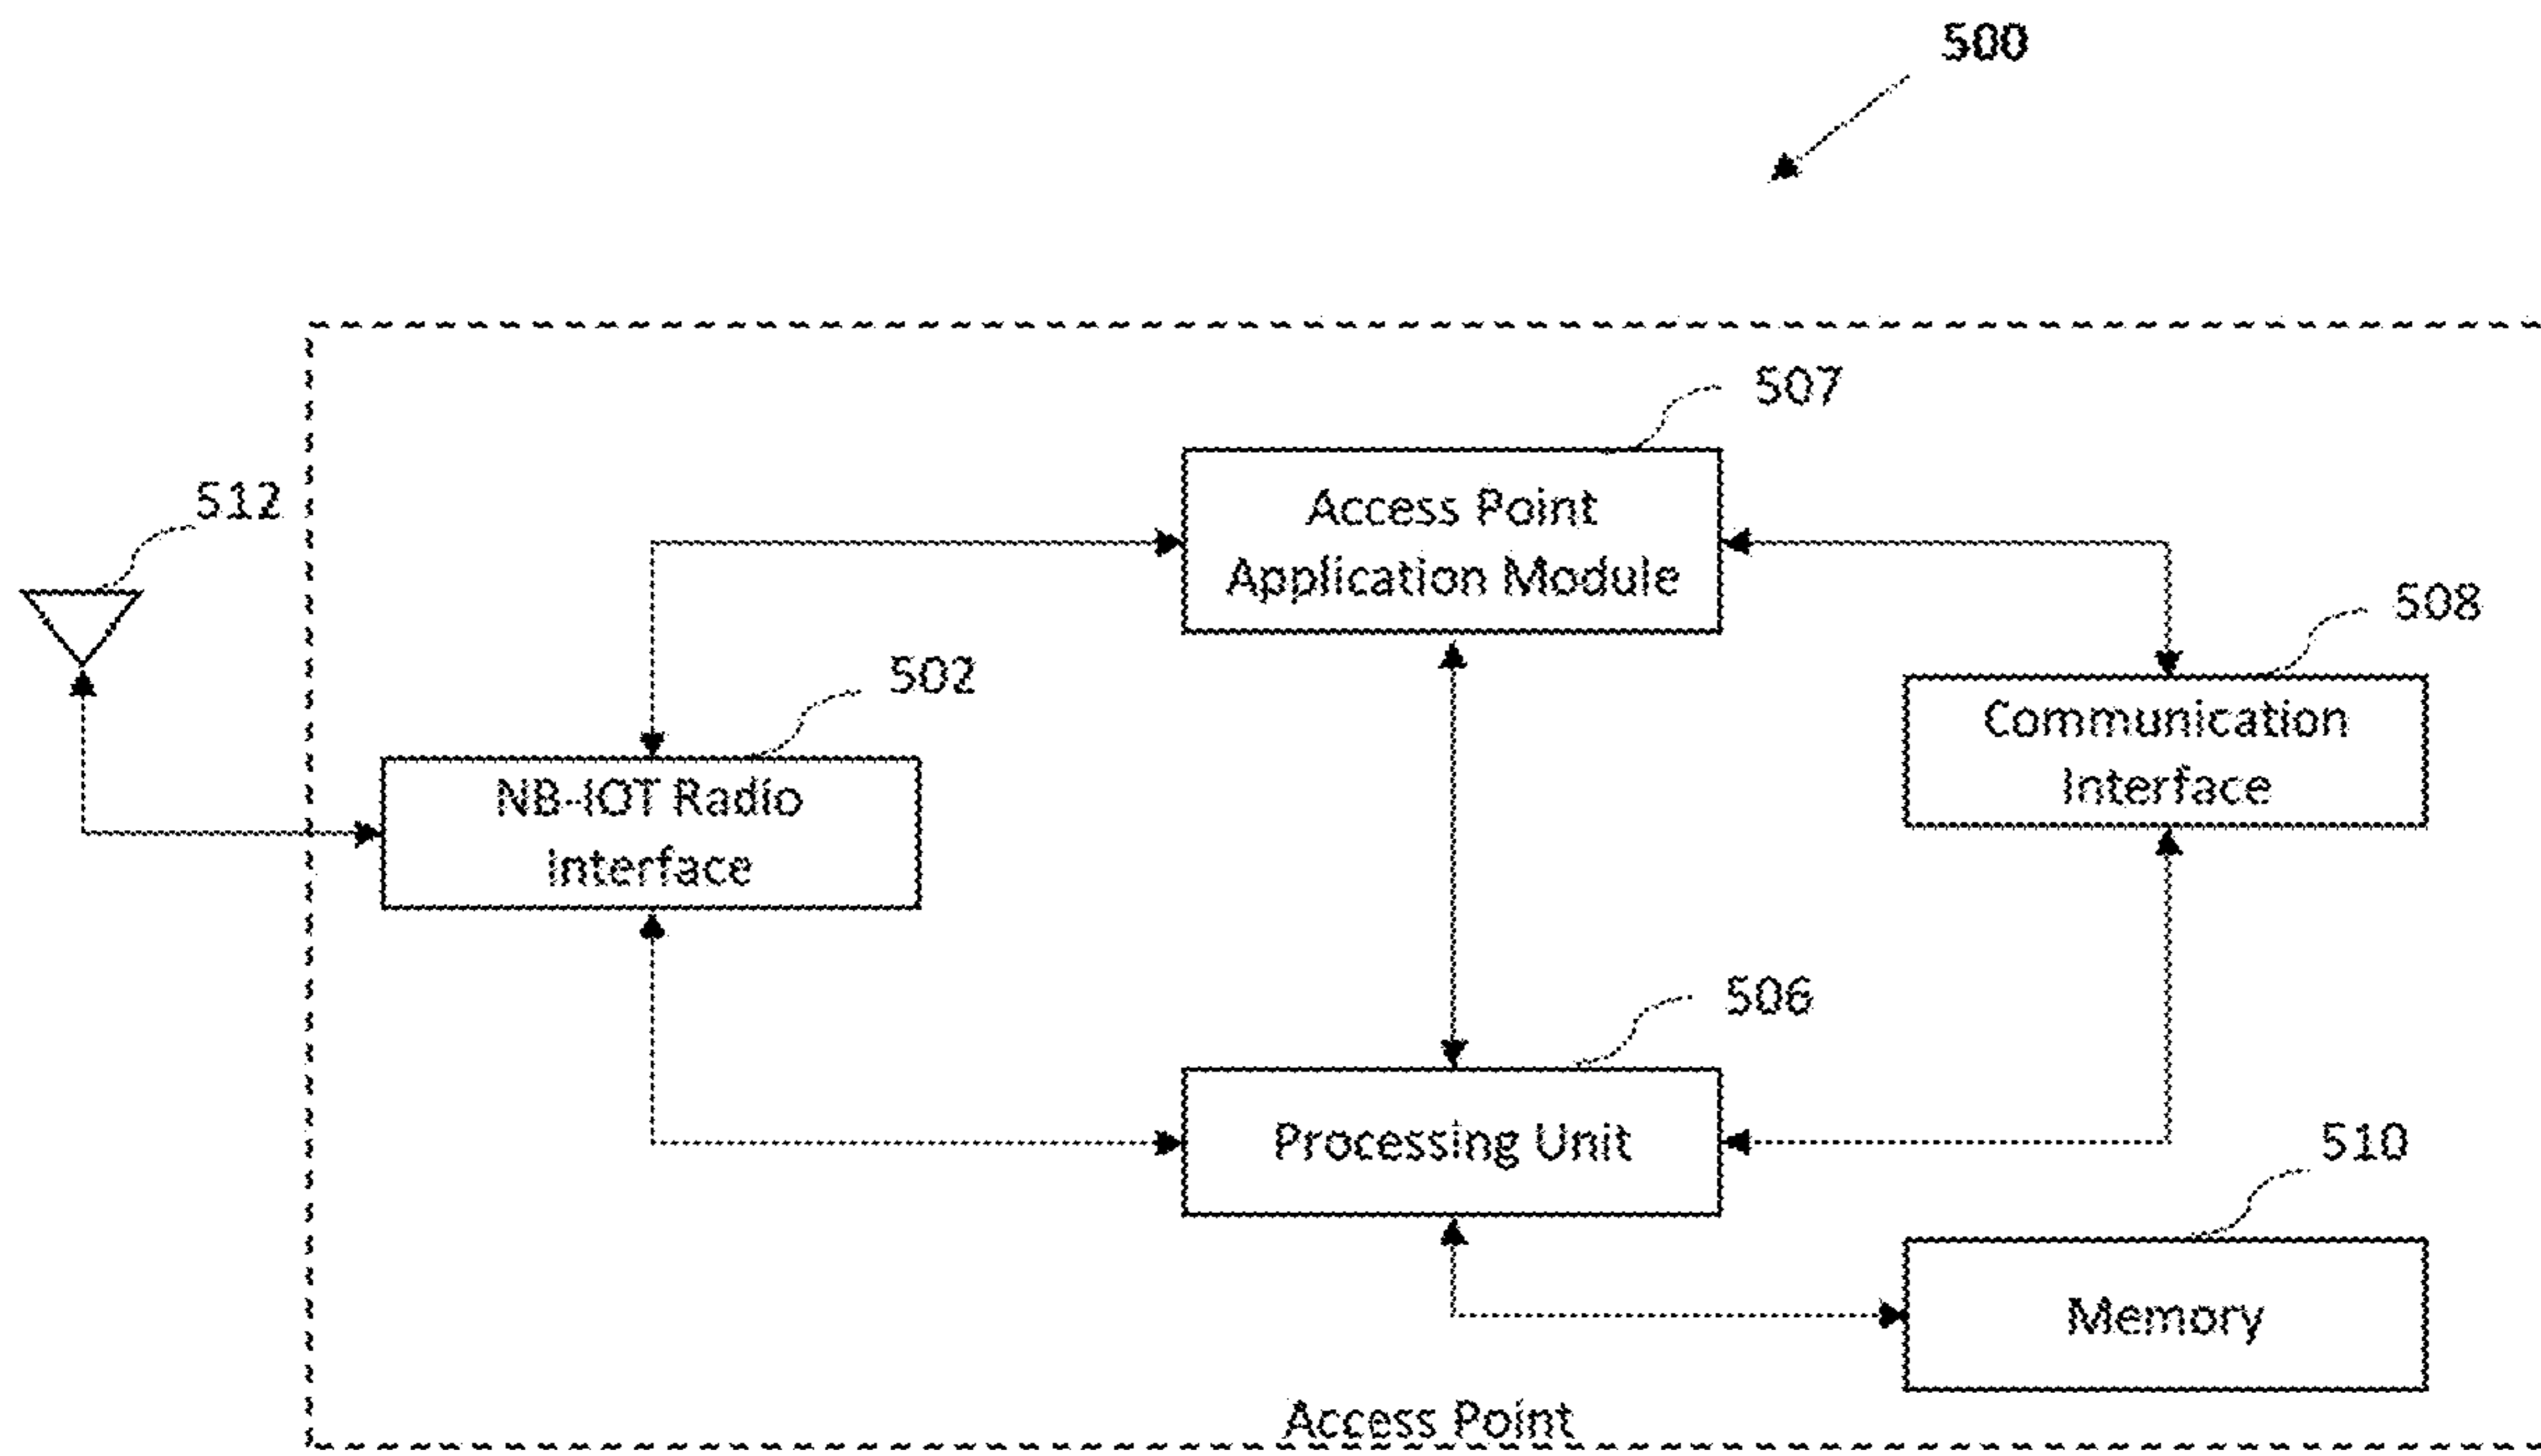 500
507
Access Point
Application Module
512
508
502
Communication
Interface
NB-IOT Radio
Interface
506
Processing Unit
510
Memory
Access Point